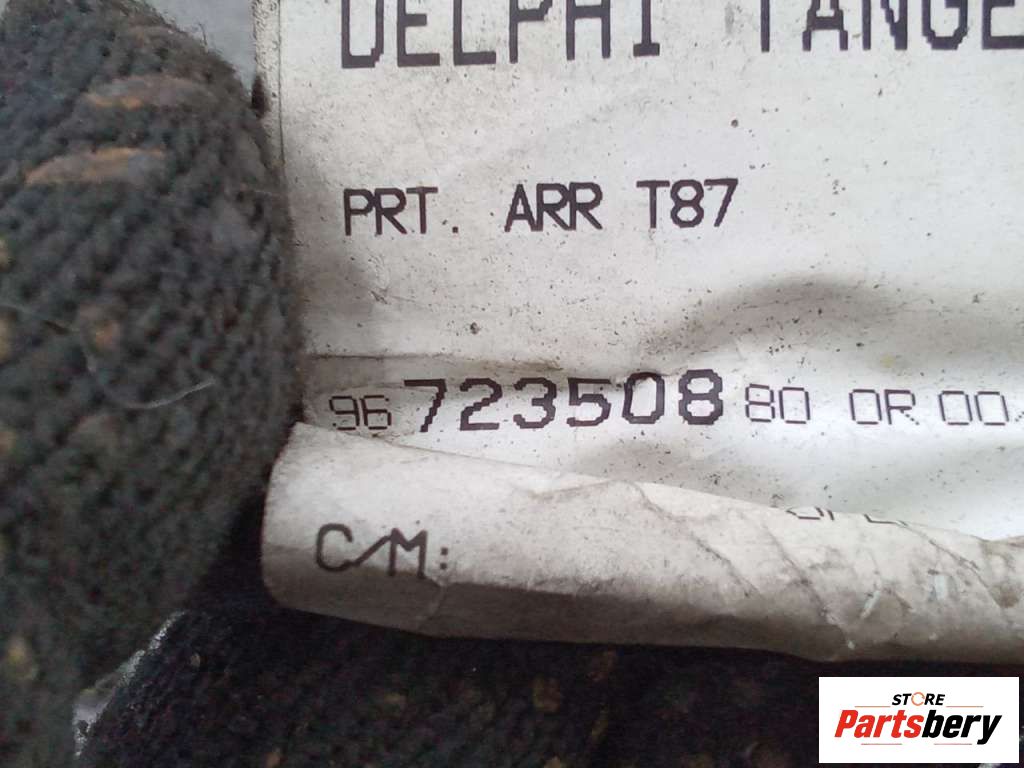 DELPHI TANGE
PRT. ARR T87
96 723508 80 OR 00
C/M:
STORE
Partsbery